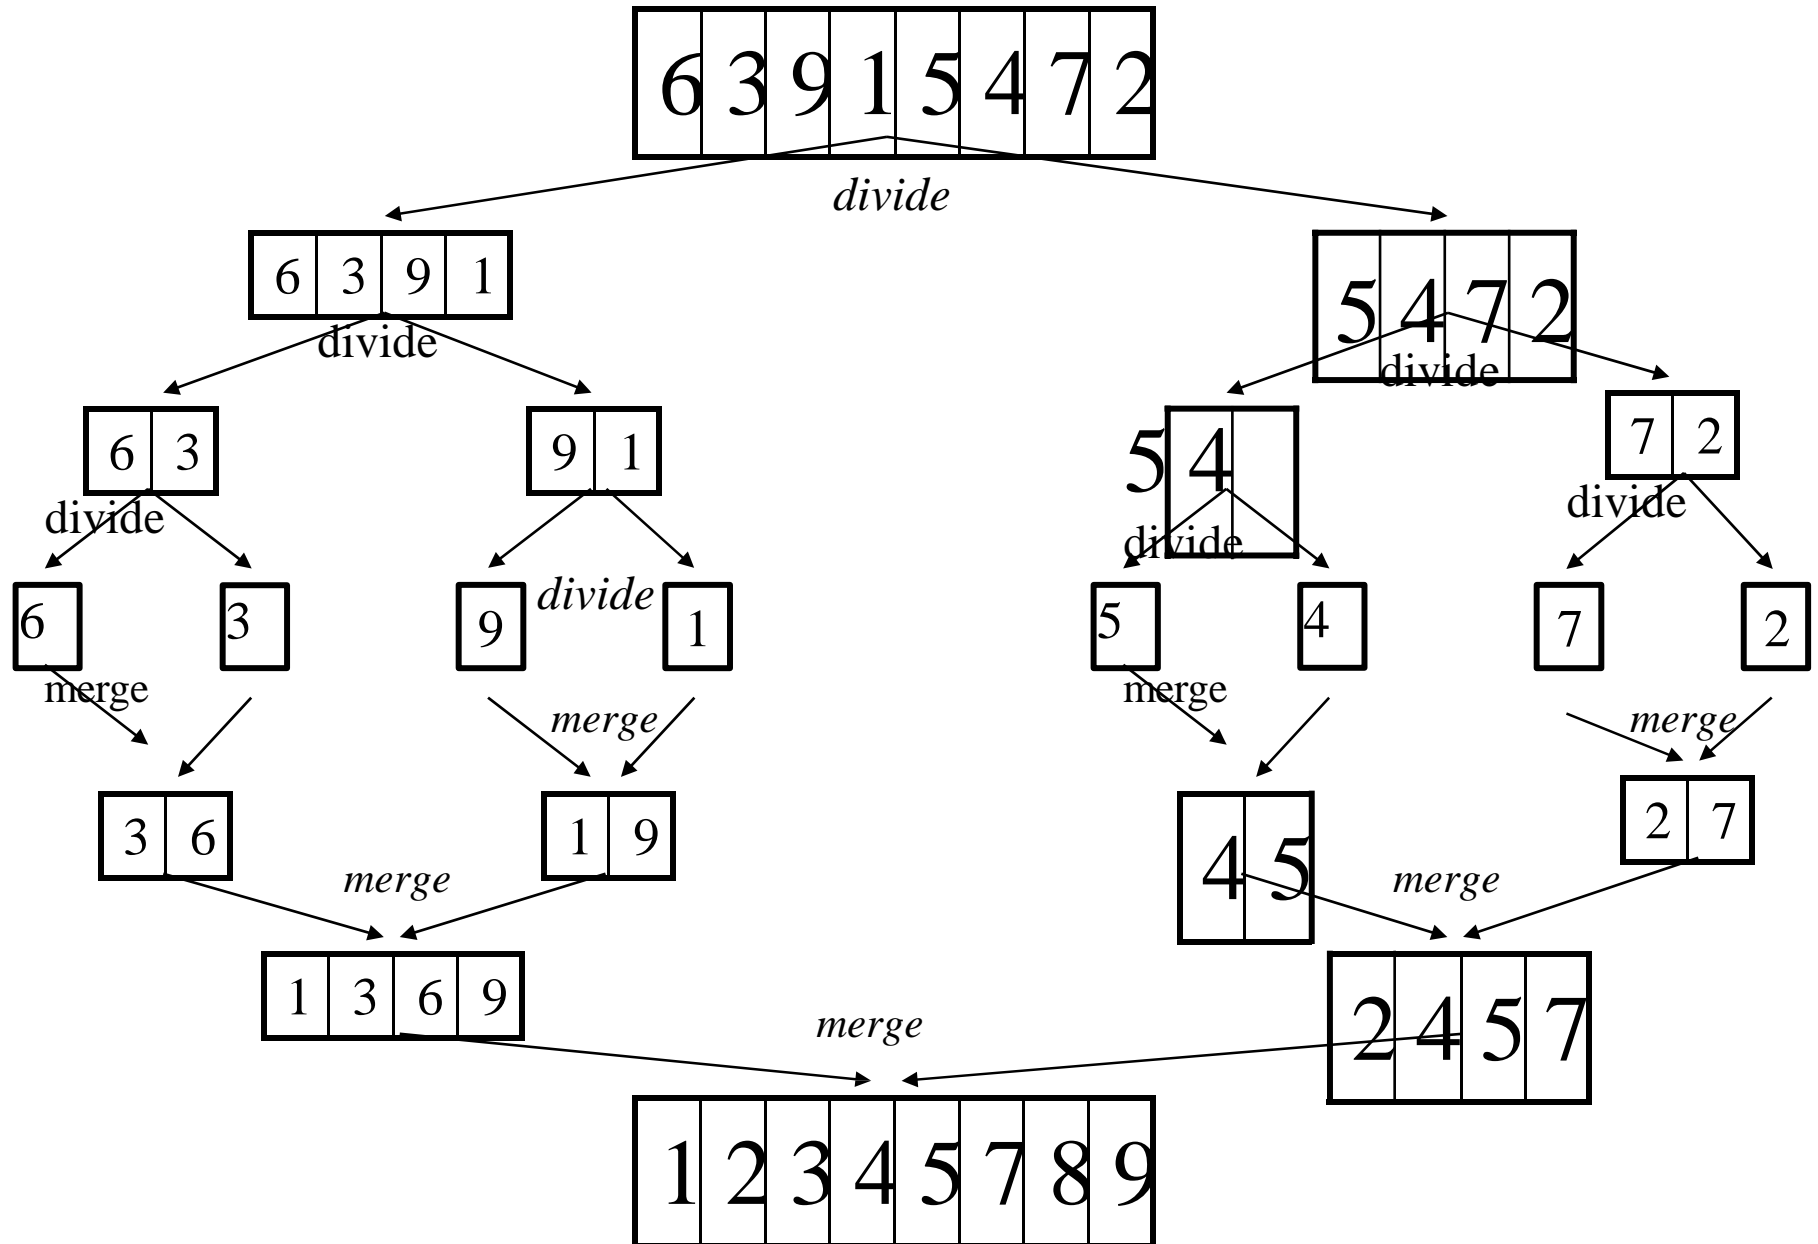 6 3 9 1 5 4 7 2
divide
6 3 9 1
5 4 7 2
divide
divide
6 3
9 1
5 4
7 2
divide
divide
divide
divide
6
3
9
1
5
4
7
2
merge
merge
merge
merge
3 6
1 9
4 5
2 7
merge
merge
1 3 6 9
2 4 5 7
merge
1 2 3 4 5 7 8 9